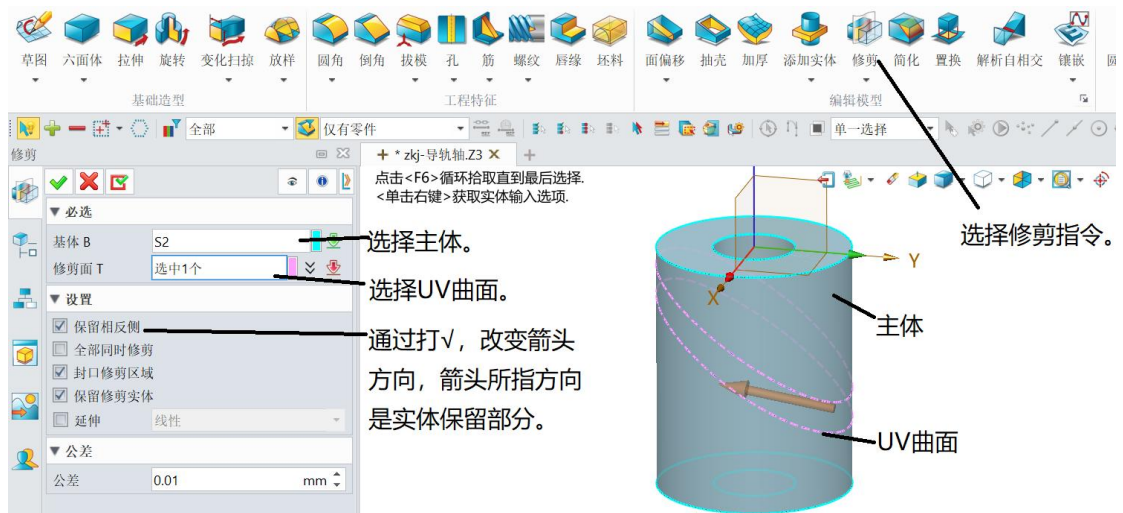 草图 六面体 拉伸 旋转 变化扫掠 放样 圆角 倒角 拔模 孔 筋 螺纹 唇缘 坯料 面偏移 抽壳 加厚 添加实体 修剪 简化 置换 解析自相交 镶嵌 圆
基础造型 工程特征 编辑模型
全部 仅有零件 单一选择
修剪 + * zkj-导轨轴.Z3 × +
点击<F6>循环拾取直到最后选择.
<单击右键>获取实体输入选项.
▼ 必选
基体 B S2
修剪面 T 选中1个
▼ 设置
保留相反侧
全部同时修剪
封口修剪区域
保留修剪实体
延伸 线性
▼ 公差
公差 0.01 mm
选择主体。
选择UV曲面。
通过打√，改变箭头
方向，箭头所指方向
是实体保留部分。
选择修剪指令。
Y
X
主体
UV曲面